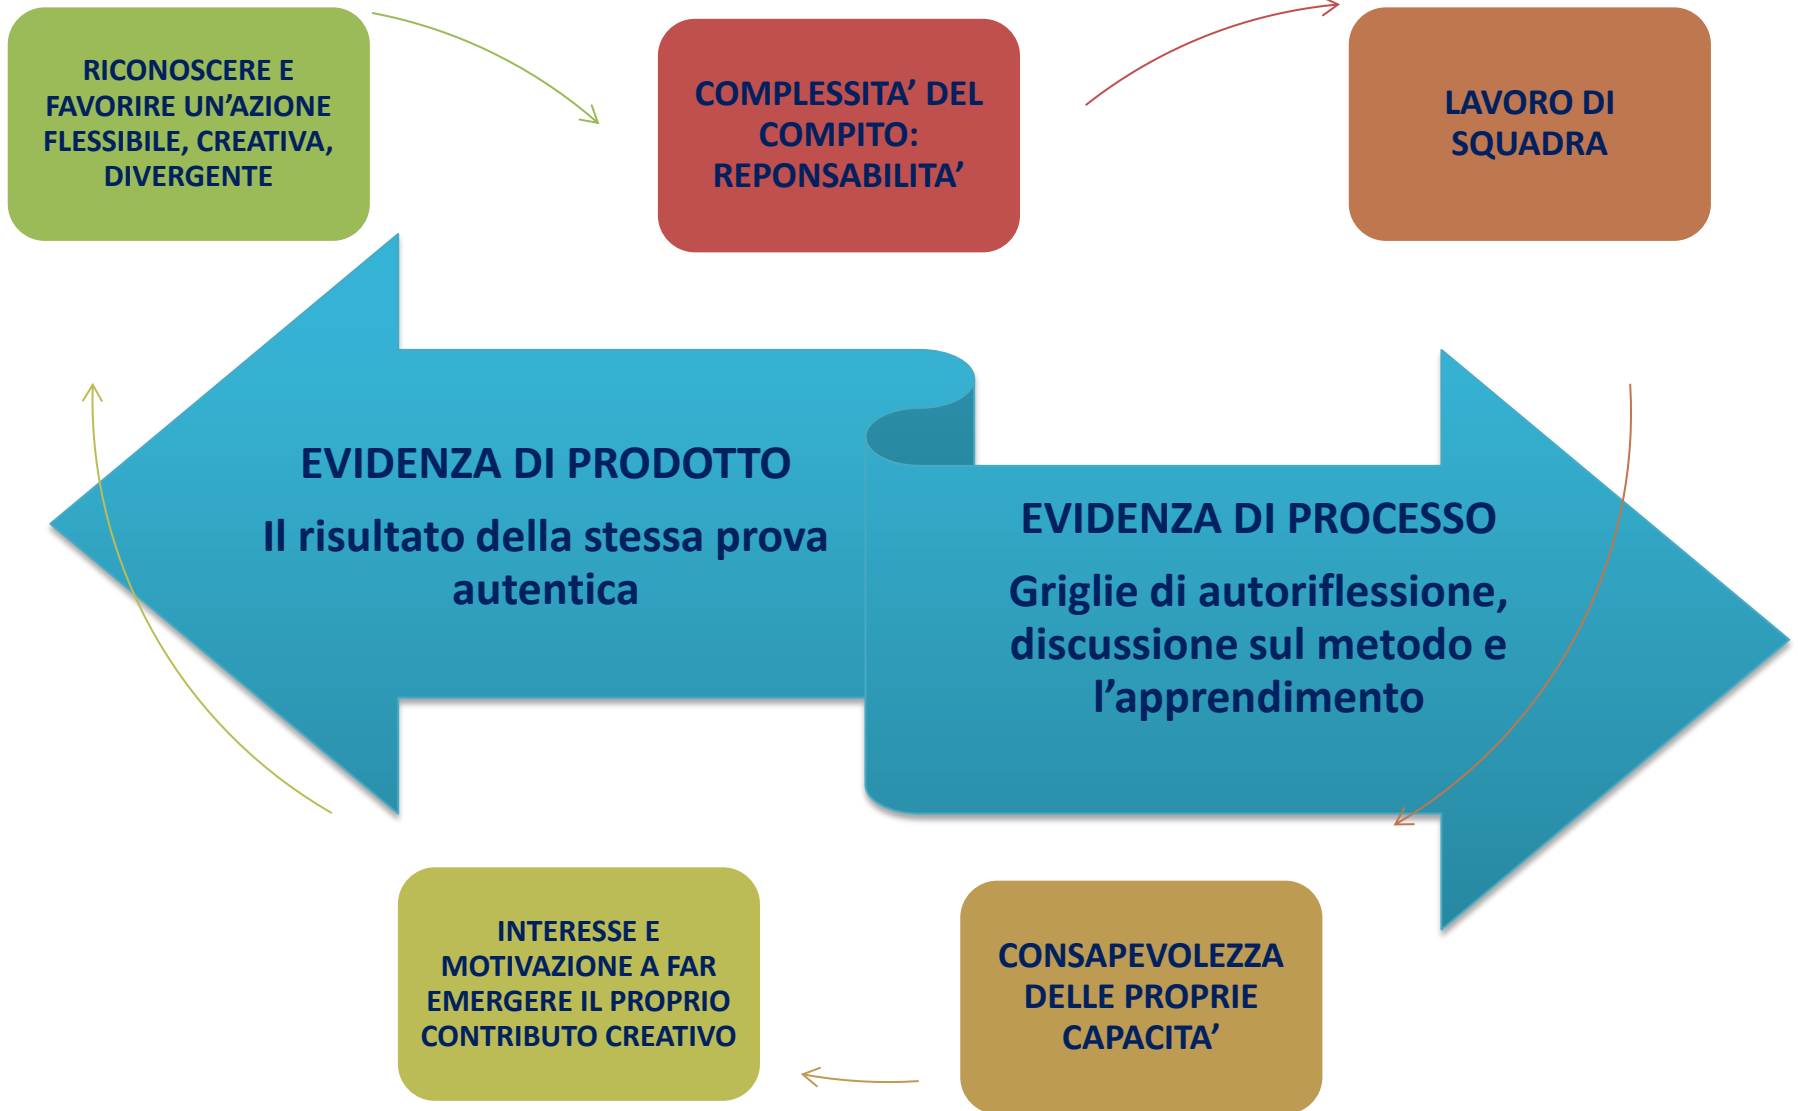 RICONOSCERE E
FAVORIRE UN’AZIONE
FLESSIBILE, CREATIVA,
DIVERGENTE
COMPLESSITA’ DEL
COMPITO:
REPONSABILITA’
LAVORO DI
SQUADRA
EVIDENZA DI PRODOTTO
Il risultato della stessa prova
autentica
EVIDENZA DI PROCESSO
Griglie di autoriflessione,
discussione sul metodo e
l’apprendimento
INTERESSE E
MOTIVAZIONE A FAR
EMERGERE IL PROPRIO
CONTRIBUTO CREATIVO
CONSAPEVOLEZZA
DELLE PROPRIE
CAPACITA’